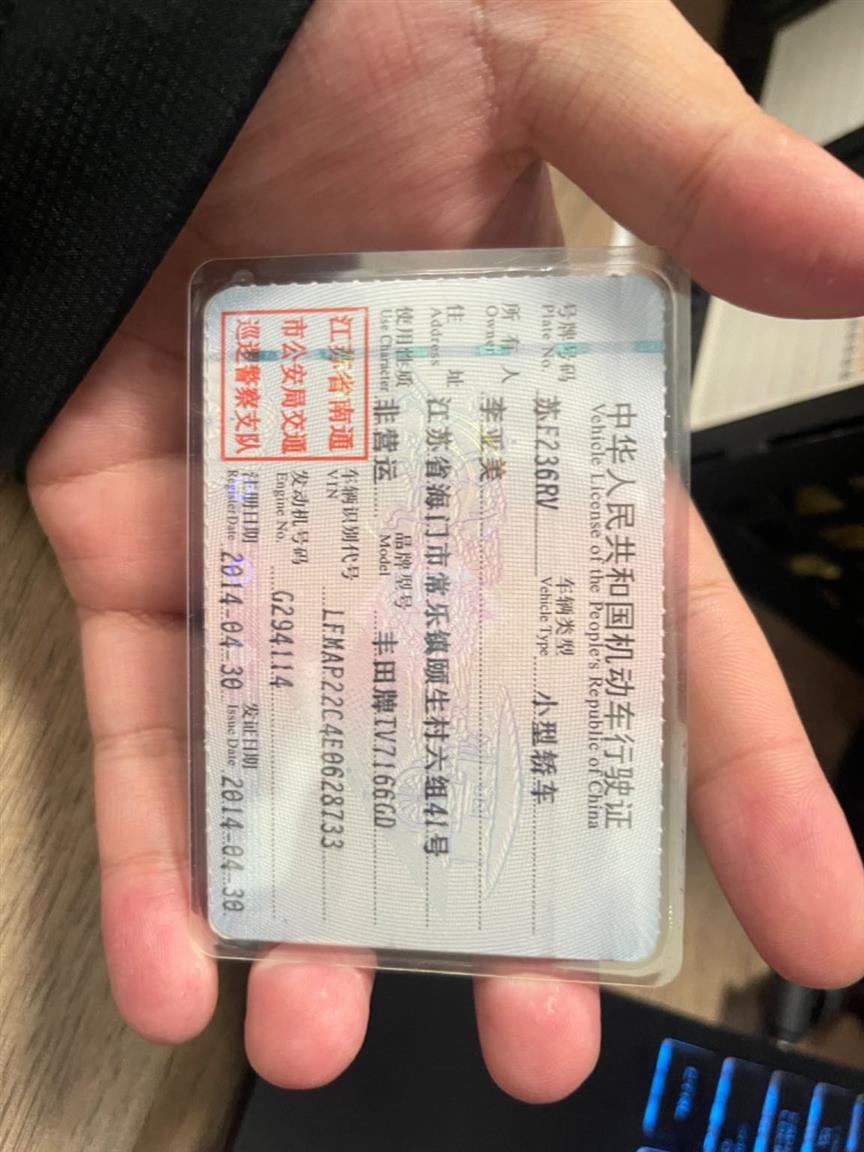 中华人民共和国机动车行驶证
Vehicle License of the People's Republic of China
号牌号码 苏F236RV 车辆类型 小型轿车
Plate No. Vehicle Type
所有人 李亚美
Owner
住址 江苏省海门市常乐镇颐生村六组41号
Address
使用性质 非营运 品牌型号 丰田牌TV7166GD
Use Character Model
江苏省南通
市公安局交通
巡逻警察支队
车辆识别代号 LFMAP22C4E0628733
VIN
发动机号码 G294114
Engine No.
注册日期 2014-04-30 发证日期 2014-04-30
Register Date Issue Date